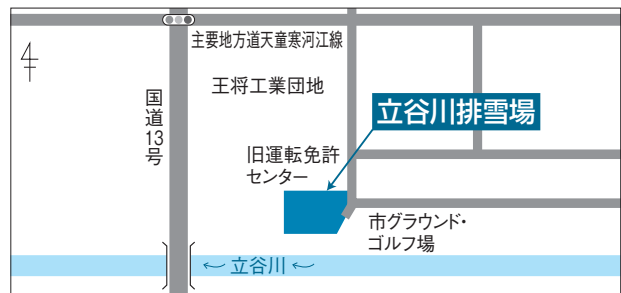 主要地方道天童寒河江線
王将工業団地
国道13号
立谷川排雪場
旧運転免許
センター
市グラウンド・
ゴルフ場
立谷川